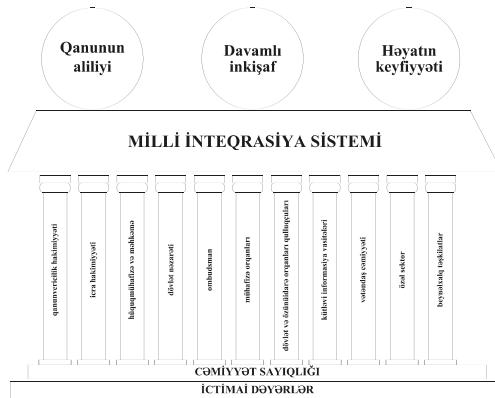 Qanunun
aliliyi
Davamlı
inkişaf
Həyatın
keyfiyyəti
MİLLİ İNTEQRASİYA SİSTEMİ
qanunvericilik hakimiyyəti
icra hakimiyyəti
hüquqmühafizə və məhkəmə
dövlət nəzarəti
ombudsman
mühafizə orqanları
dövlət və özünüidarə orqanları qulluqçuları
kütləvi informasiya vasitələri
vətəndaş cəmiyyəti
özəl sektor
beynəlxalq təşkilatlar
CƏMİYYƏT SAYIQLIĞI
İCTİMAİ DƏYƏRLƏR